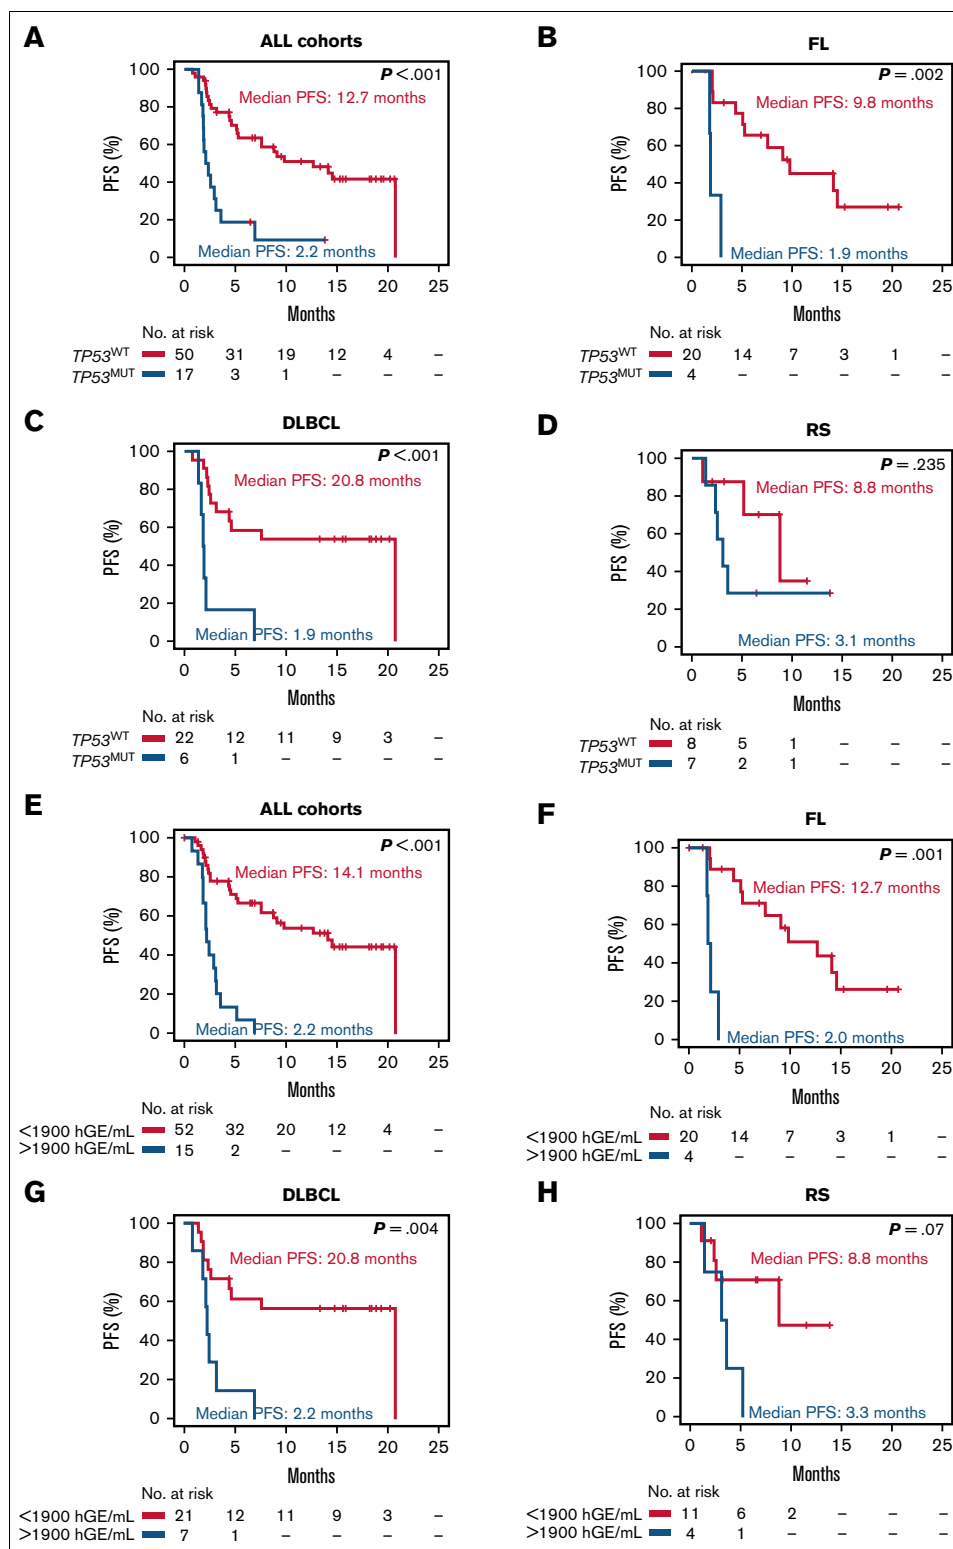 A
ALL cohorts
P <.001
Median PFS: 12.7 months
100
80
60
40
20
0
PFS (%)
Median PFS: 2.2 months
0 5 10 15 20 25
Months
No. at risk
TP53WT 50 31 19 12 4 –
TP53MUT 17 3 1 – – –
B
FL
P = .002
Median PFS: 9.8 months
100
80
60
40
20
0
PFS (%)
Median PFS: 1.9 months
0 5 10 15 20 25
Months
No. at risk
TP53WT 20 14 7 3 1 –
TP53MUT 4 – – – – –
C
DLBCL
P <.001
Median PFS: 20.8 months
100
80
60
40
20
0
PFS (%)
Median PFS: 1.9 months
0 5 10 15 20 25
Months
No. at risk
TP53WT 22 12 11 9 3 –
TP53MUT 6 1 – – – –
D
RS
P = .235
Median PFS: 8.8 months
100
80
60
40
20
0
PFS (%)
Median PFS: 3.1 months
0 5 10 15 20 25
Months
No. at risk
TP53WT 8 5 1 – – –
TP53MUT 7 2 1 – – –
E
ALL cohorts
P <.001
Median PFS: 14.1 months
100
80
60
40
20
0
PFS (%)
Median PFS: 2.2 months
0 5 10 15 20 25
Months
No. at risk
<1900 hGE/mL 52 32 20 12 4 –
>1900 hGE/mL 15 2 – – – –
F
FL
P = .001
Median PFS: 12.7 months
100
80
60
40
20
0
PFS (%)
Median PFS: 2.0 months
0 5 10 15 20 25
Months
No. at risk
<1900 hGE/mL 20 14 7 3 1 –
>1900 hGE/mL 4 – – – – –
G
DLBCL
P = .004
Median PFS: 20.8 months
100
80
60
40
20
0
PFS (%)
Median PFS: 2.2 months
0 5 10 15 20 25
Months
No. at risk
<1900 hGE/mL 21 12 11 9 3 –
>1900 hGE/mL 7 1 – – – –
H
RS
P = .07
Median PFS: 8.8 months
100
80
60
40
20
0
PFS (%)
Median PFS: 3.3 months
0 5 10 15 20 25
Months
No. at risk
<1900 hGE/mL 11 6 2 – – –
>1900 hGE/mL 4 1 – – – –